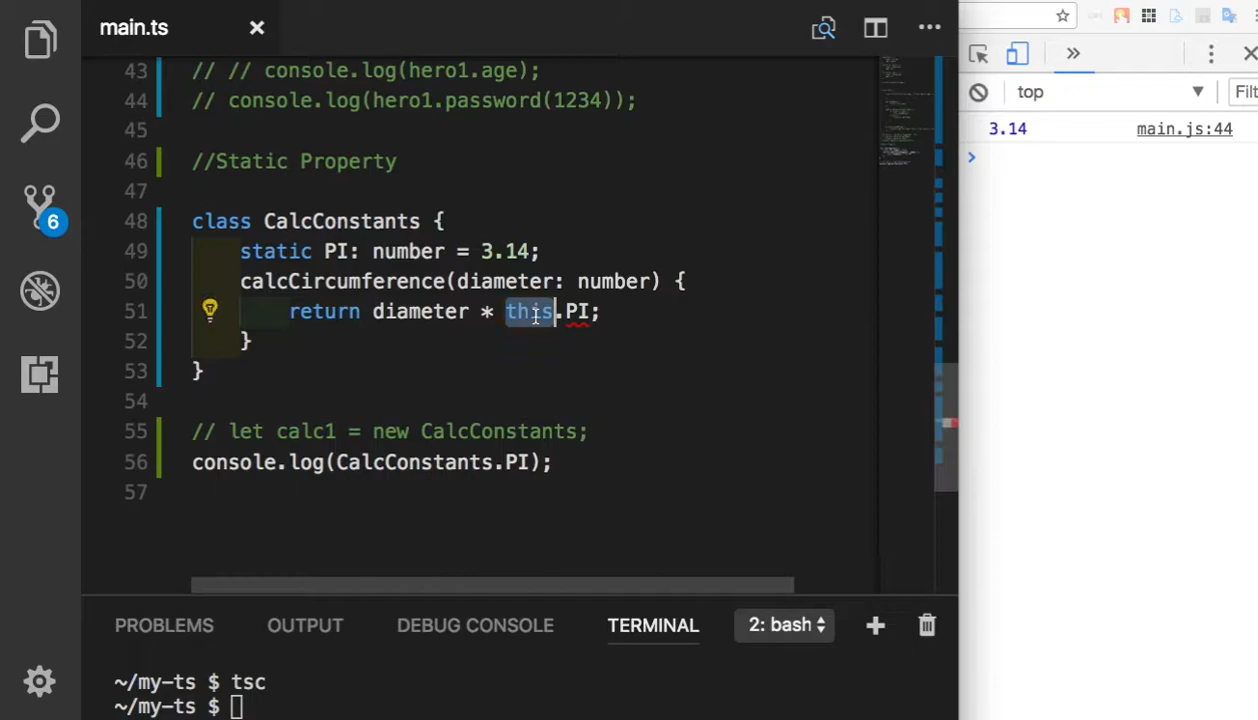 main.ts
43 // // console.log(hero1.age);
44 // console.log(hero1.password(1234));
45
46 //Static Property
47
48 class CalcConstants {
49 static PI: number = 3.14;
50 calcCircumference(diameter: number) {
51 return diameter * this.PI;
52 }
53 }
54
55 // let calc1 = new CalcConstants;
56 console.log(CalcConstants.PI);
57
6
PROBLEMS OUTPUT DEBUG CONSOLE TERMINAL 2: bash
~/my-ts $ tsc
~/my-ts $
top Filt
3.14 main.js:44